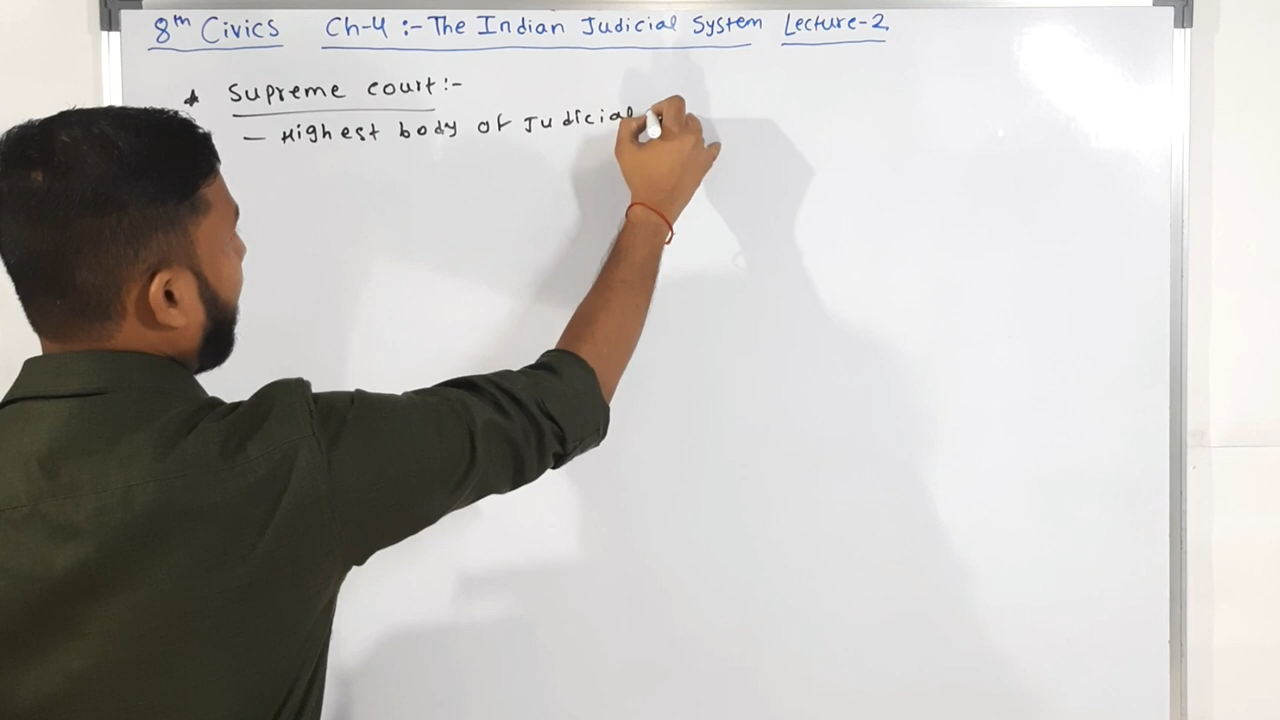 8th Civics Ch-4 :- The Indian Judicial System Lecture-2
* Supreme court:-
- Highest body of Judicial